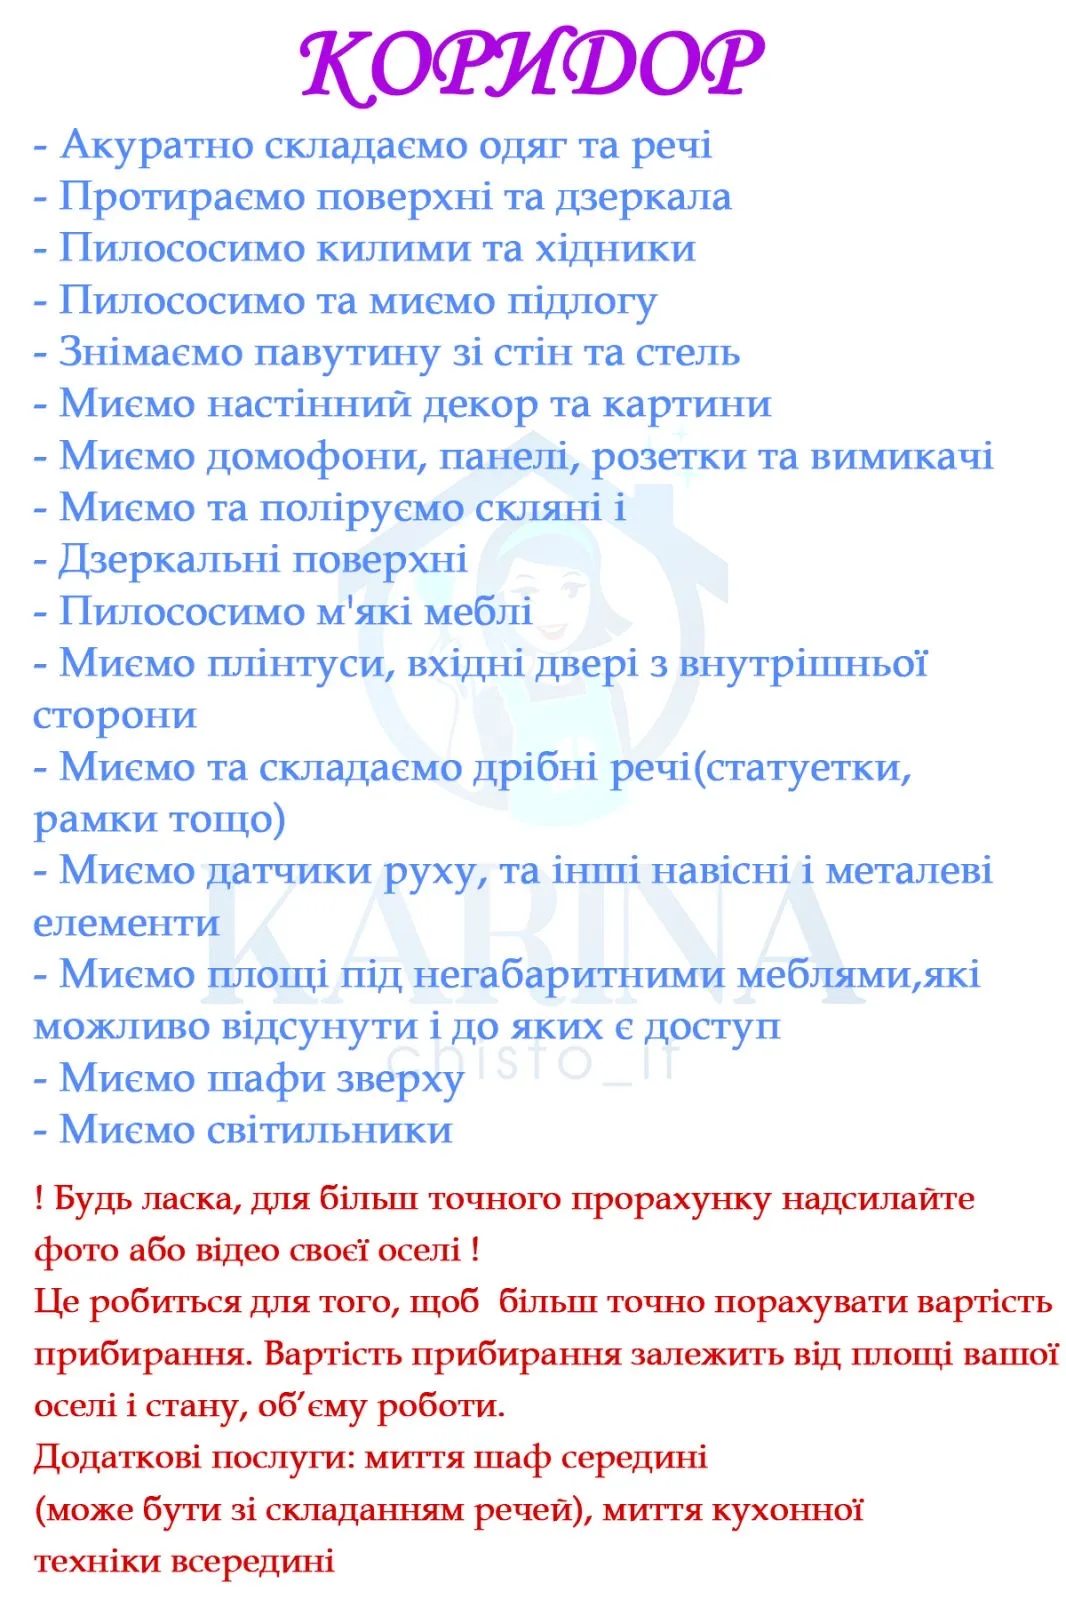 КОРИДОР
- Акуратно складаємо одяг та речі
- Протираємо поверхні та дзеркала
- Пилососимо килими та хідники
- Пилососимо та миємо підлогу
- Знімаємо павутину зі стін та стель
- Миємо настінний декор та картини
- Миємо домофони, панелі, розетки та вимикачі
- Миємо та поліруємо скляні і
- Дзеркальні поверхні
- Пилососимо м'які меблі
- Миємо плінтуси, вхідні двері з внутрішньої
сторони
- Миємо та складаємо дрібні речі(статуетки,
рамки тощо)
- Миємо датчики руху, та інші навісні і металеві
елементи
KARINA
- Миємо площі під негабаритними меблями,які
можливо відсунути і до яких є доступ
chisto_it
- Миємо шафи зверху
- Миємо світильники
! Будь ласка, для більш точного прорахунку надсилайте
фото або відео своєї оселі !
Це робиться для того, щоб  більш точно порахувати вартість
прибирання. Вартість прибирання залежить від площі вашої
оселі і стану, об’єму роботи.
Додаткові послуги: миття шаф середині
(може бути зі складанням речей), миття кухонної
техніки всередині